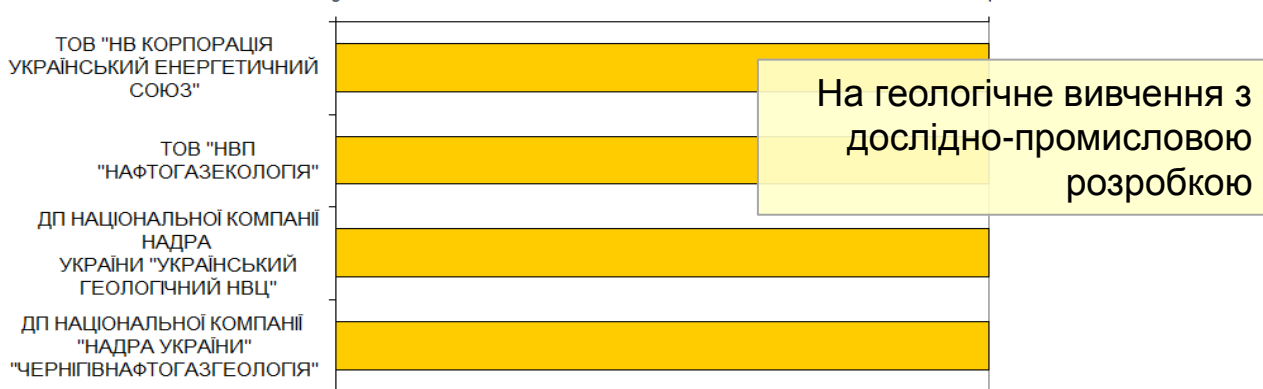 ТОВ "НВ КОРПОРАЦІЯ
УКРАЇНСЬКИЙ ЕНЕРГЕТИЧНИЙ
СОЮЗ"
На геологічне вивчення з
дослідно-промисловою
розробкою
ТОВ "НВП
"НАФТОГАЗЕКОЛОГІЯ"
ДП НАЦІОНАЛЬНОЇ КОМПАНІЇ
НАДРА
УКРАЇНИ "УКРАЇНСЬКИЙ
ГЕОЛОГІЧНИЙ НВЦ"
ДП НАЦІОНАЛЬНОЇ КОМПАНІЇ
"НАДРА УКРАЇНИ"
"ЧЕРНІГІВНАФТОГАЗГЕОЛОГІЯ"